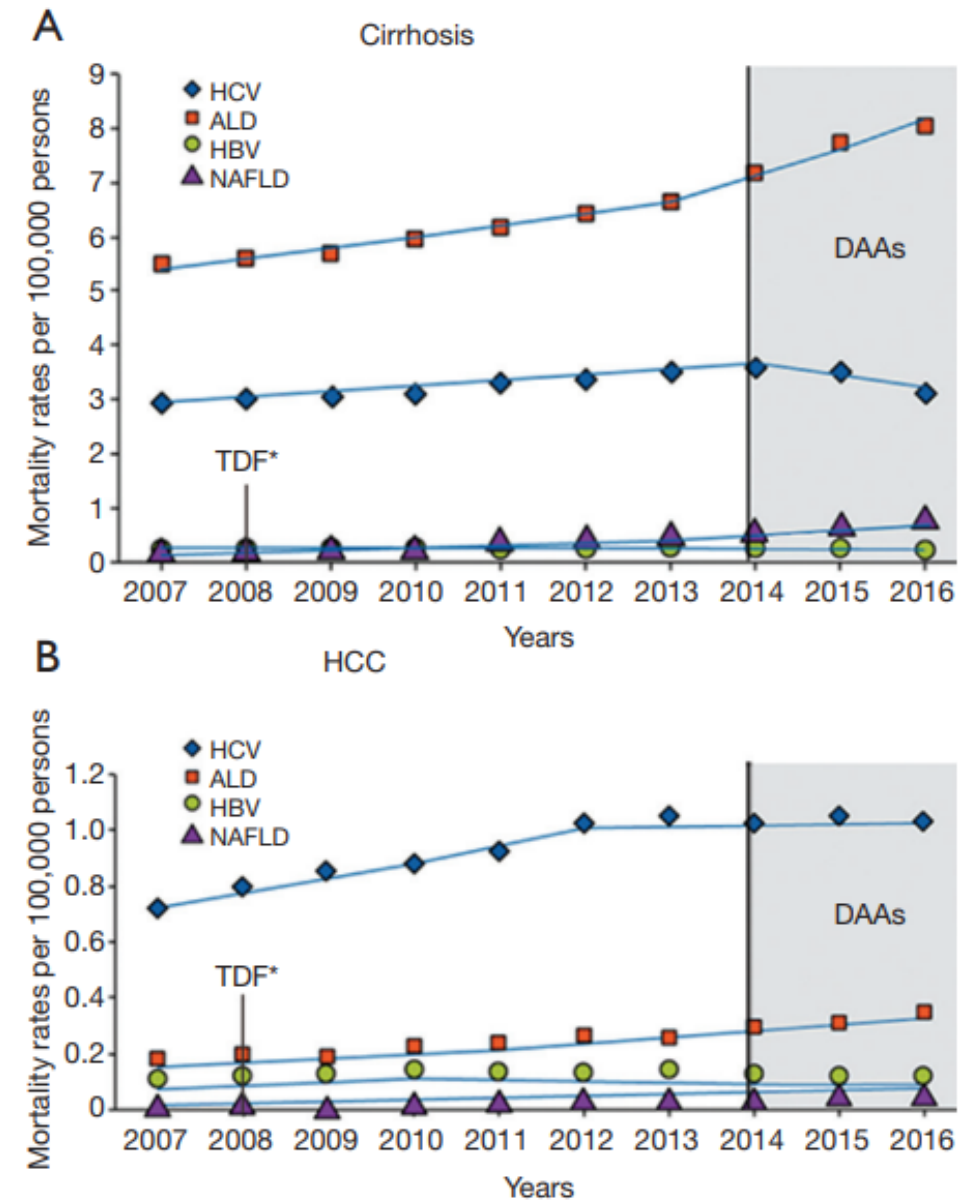 A
Cirrhosis
Mortality rates per 100,000 persons
9
8
7
6
5
4
3
2
1
0
HCV
ALD
HBV
NAFLD
DAAs
TDF*
2007 2008 2009 2010 2011 2012 2013 2014 2015 2016
Years
B
HCC
Mortality rates per 100,000 persons
1.2
1.0
0.8
0.6
0.4
0.2
0
HCV
ALD
HBV
NAFLD
DAAs
TDF*
2007 2008 2009 2010 2011 2012 2013 2014 2015 2016
Years